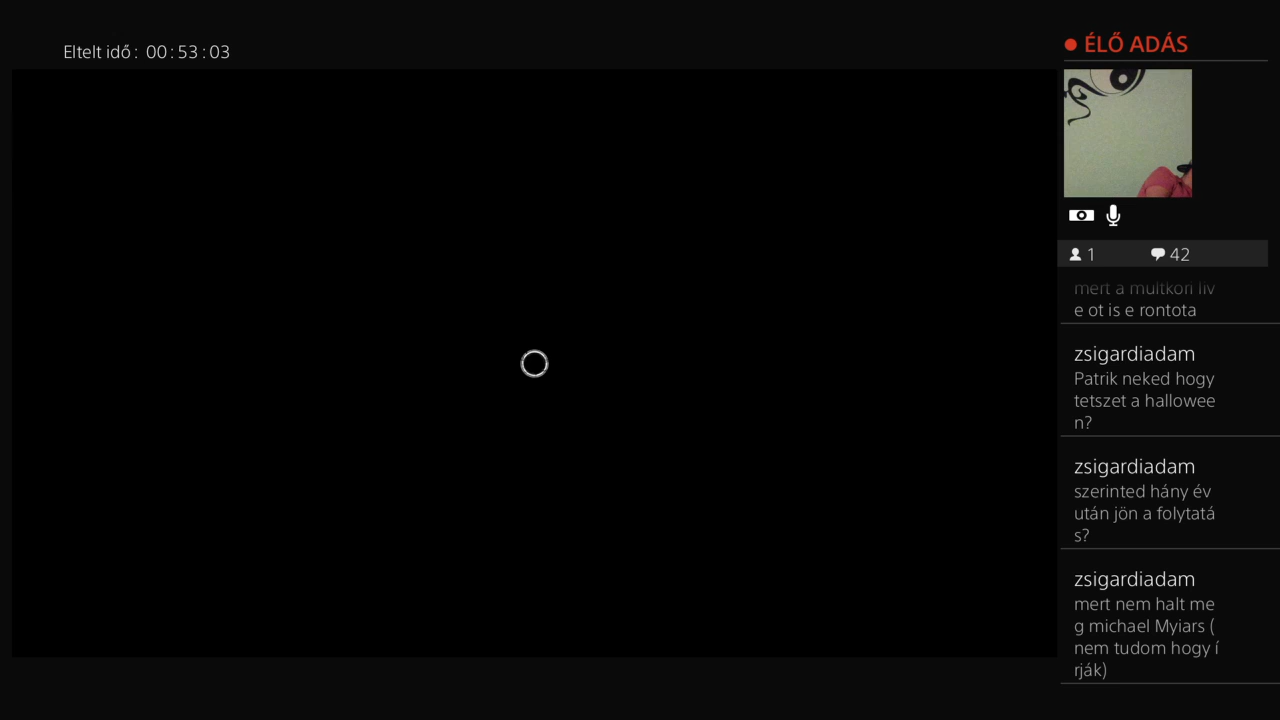 Eltelt idő: 00:53:03
ÉLŐ ADÁS
1 42
mert a multkori liv
e ot is e rontota
zsigardiadam
Patrik neked hogy
tetszet a hallowee
n?
zsigardiadam
szerinted hány év
után jön a folytatá
s?
zsigardiadam
mert nem halt me
g michael Myiars (
nem tudom hogy í
rják)